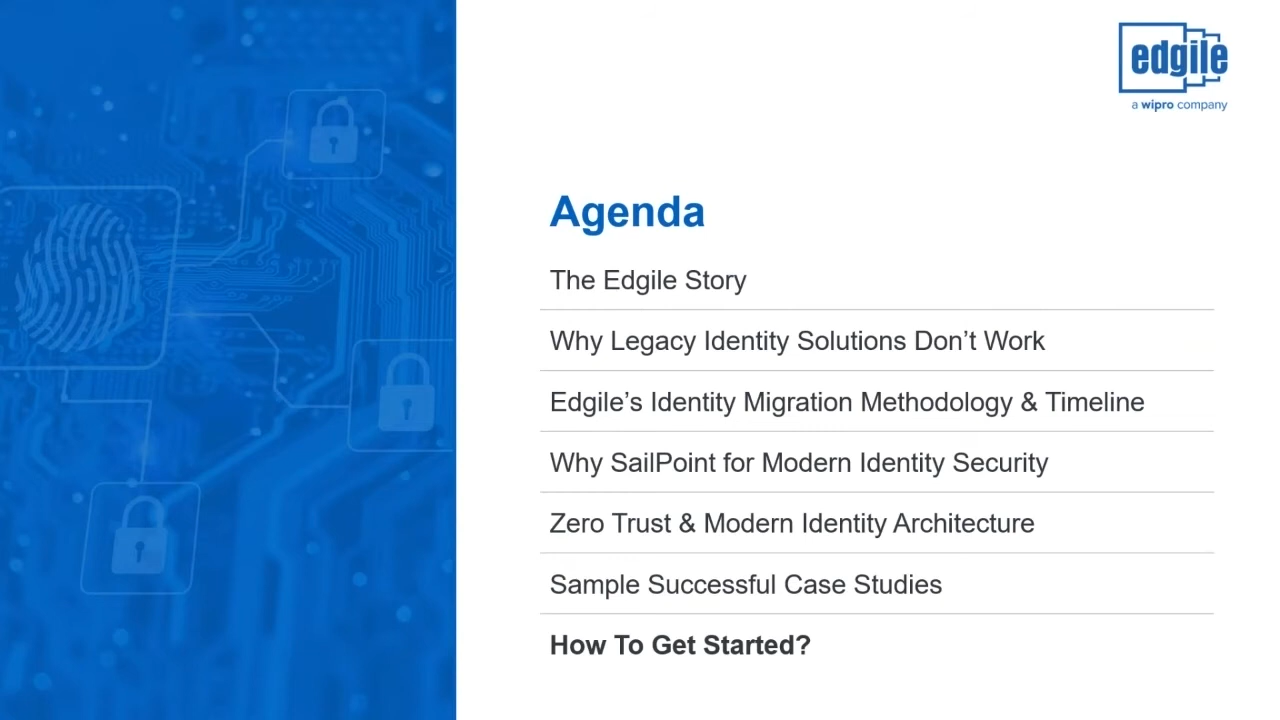 edgile
a wipro company
Agenda
The Edgile Story
Why Legacy Identity Solutions Don’t Work
Edgile’s Identity Migration Methodology & Timeline
Why SailPoint for Modern Identity Security
Zero Trust & Modern Identity Architecture
Sample Successful Case Studies
How To Get Started?